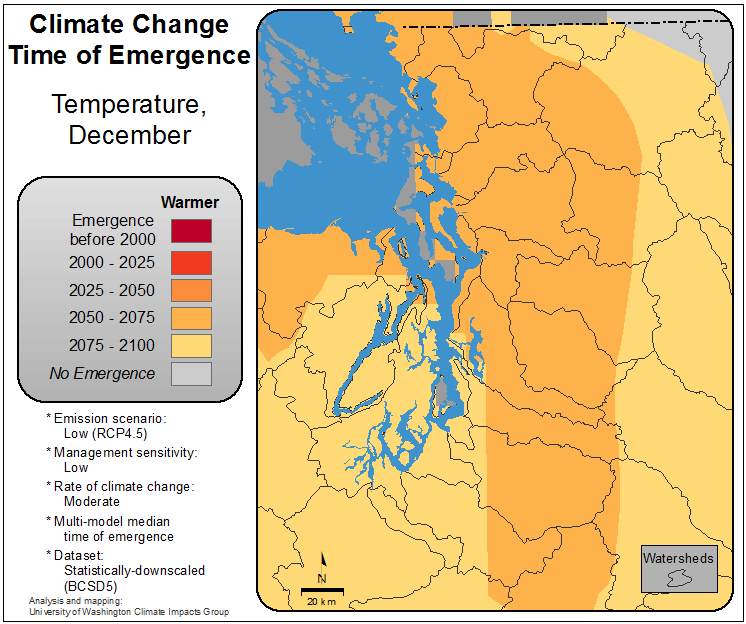 Climate Change
Time of Emergence
Temperature,
December
Warmer
Emergence
before 2000
2000 - 2025
2025 - 2050
2050 - 2075
2075 - 2100
No Emergence
* Emission scenario:
Low (RCP4.5)
* Management sensitivity:
Low
* Rate of climate change:
Moderate
* Multi-model median
time of emergence
* Dataset:
Statistically-downscaled
(BCSD5)
Analysis and mapping:
University of Washington Climate Impacts Group
N
20 km
Watersheds